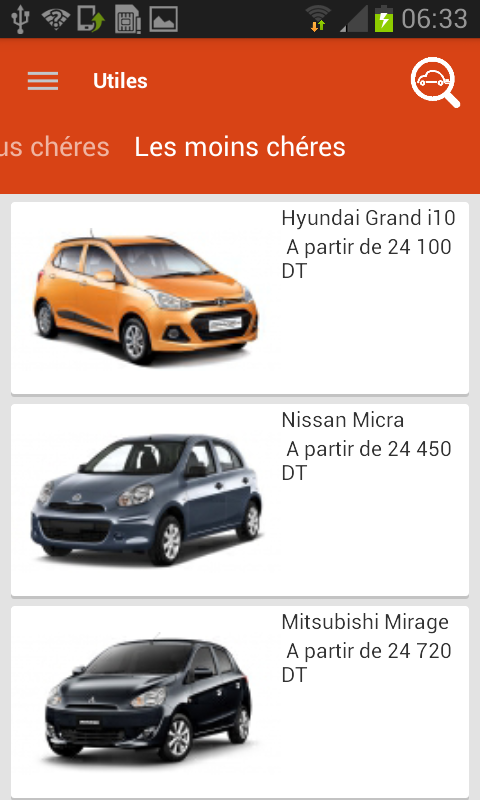 06:33
Utiles
us chéres Les moins chéres
Hyundai Grand i10
A partir de 24 100
DT
Nissan Micra
A partir de 24 450
DT
Mitsubishi Mirage
A partir de 24 720
DT